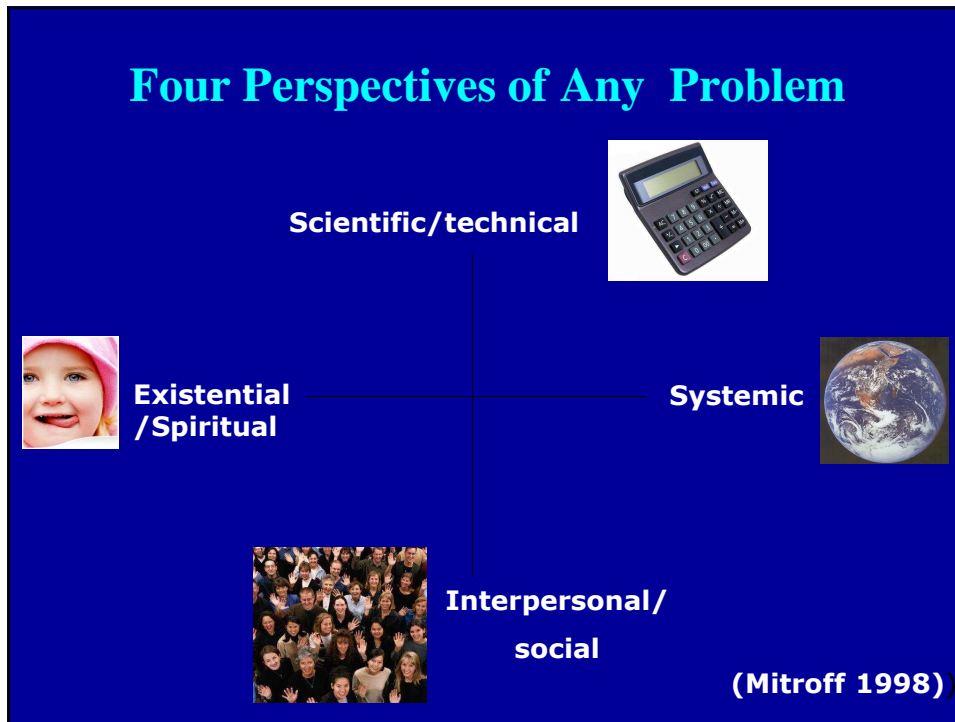 Four Perspectives of Any Problem
Scientific/technical
Existential
/Spiritual
Systemic
Interpersonal/
social
(Mitroff 1998))